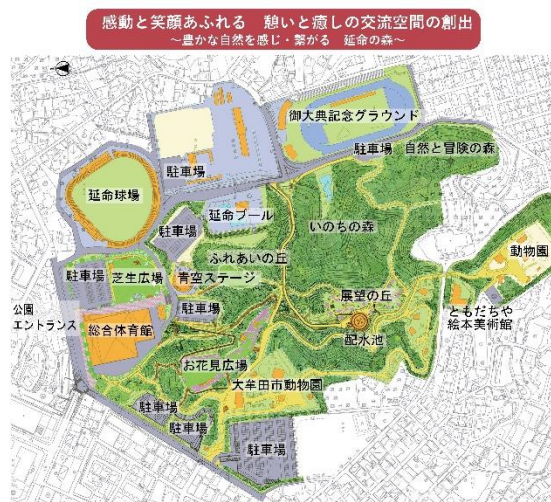 感動と笑顔あふれる　憩いと癒しの交流空間の創出
～豊かな自然を感じ・繋がる　延命の森～
御大典記念グラウンド
駐車場
自然と冒険の森
駐車場
延命球場
延命プール
駐車場
いのちの森
ふれあいの丘
動物園
駐車場
芝生広場
青空ステージ
展望の丘
公園
エントランス
総合体育館
駐車場
ともだちや
絵本美術館
配水池
お花見広場
大牟田市動物園
駐車場
駐車場
駐車場